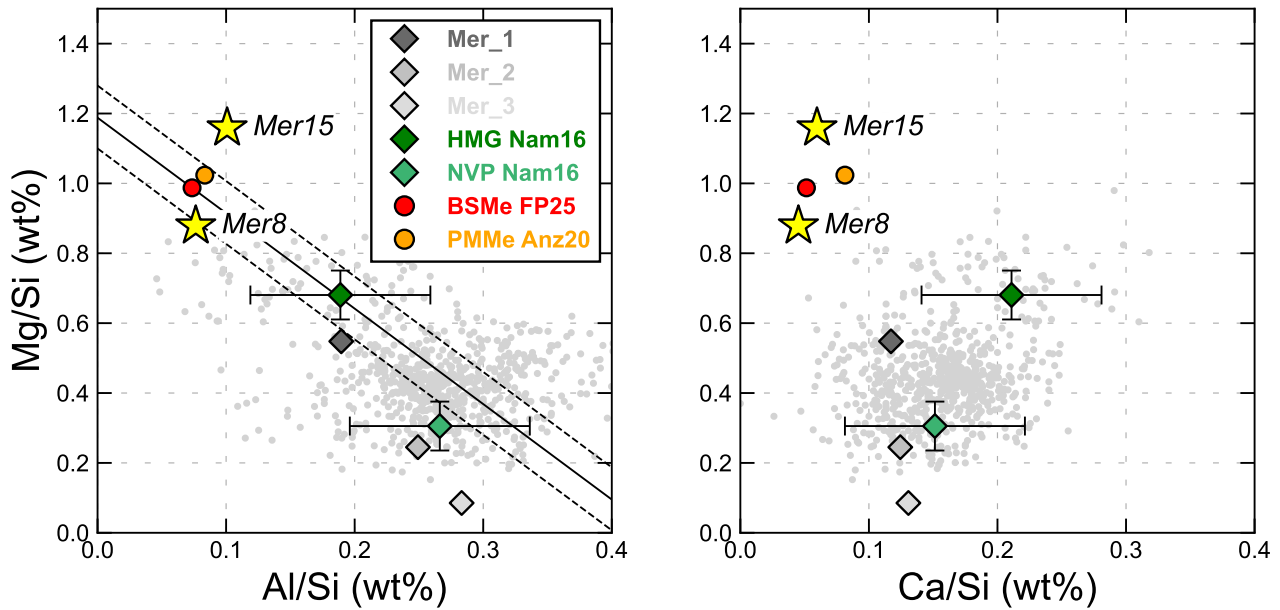 1.4
1.2
1.0
0.8
0.6
0.4
0.2
0.0
Mg/Si (wt%)
0.0 0.1 0.2 0.3 0.4
Al/Si (wt%)
Mer15
Mer8
Mer_1
Mer_2
Mer_3
HMG Nam16
NVP Nam16
BSMe FP25
PMMe Anz20
1.4
1.2
1.0
0.8
0.6
0.4
0.2
0.0
Mer15
Mer8
0.0 0.1 0.2 0.3 0.4
Ca/Si (wt%)